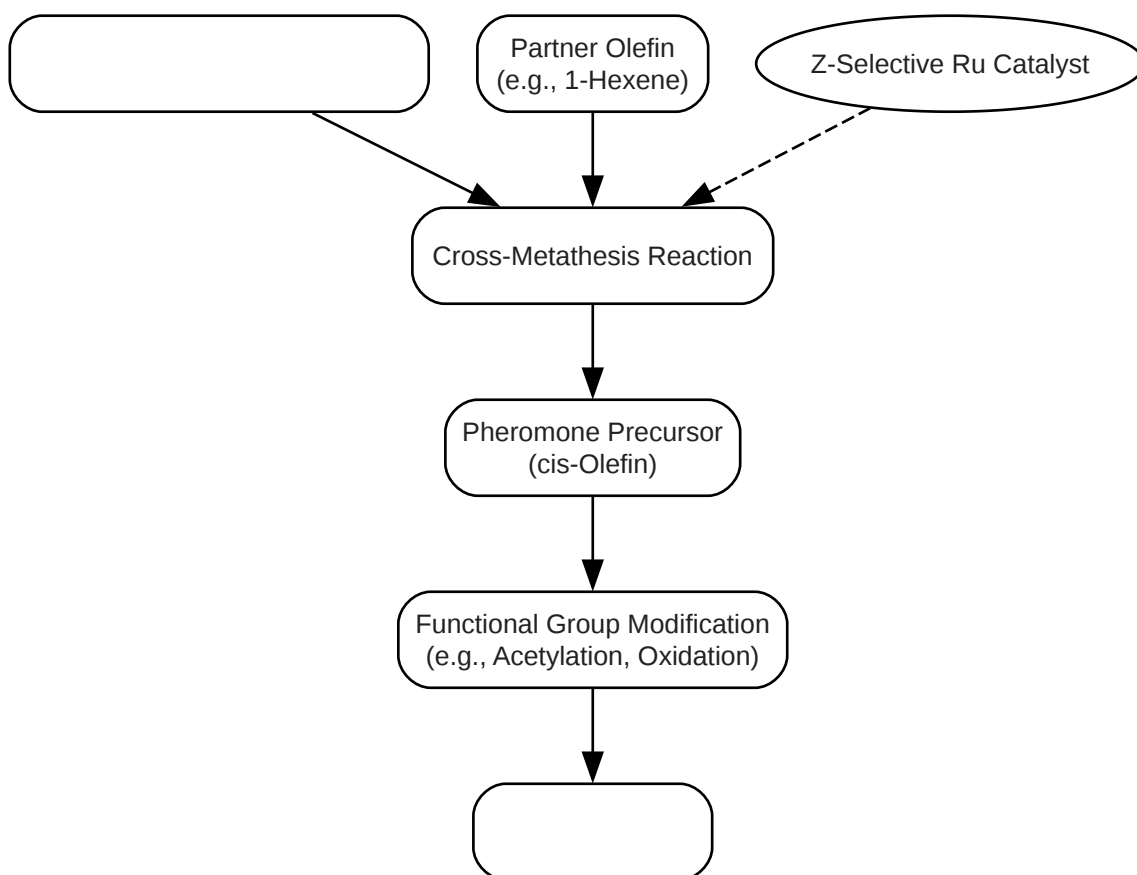 Partner Olefin
(e.g., 1-Hexene)
Z-Selective Ru Catalyst
Cross-Metathesis Reaction
Pheromone Precursor
(cis-Olefin)
Functional Group Modification
(e.g., Acetylation, Oxidation)